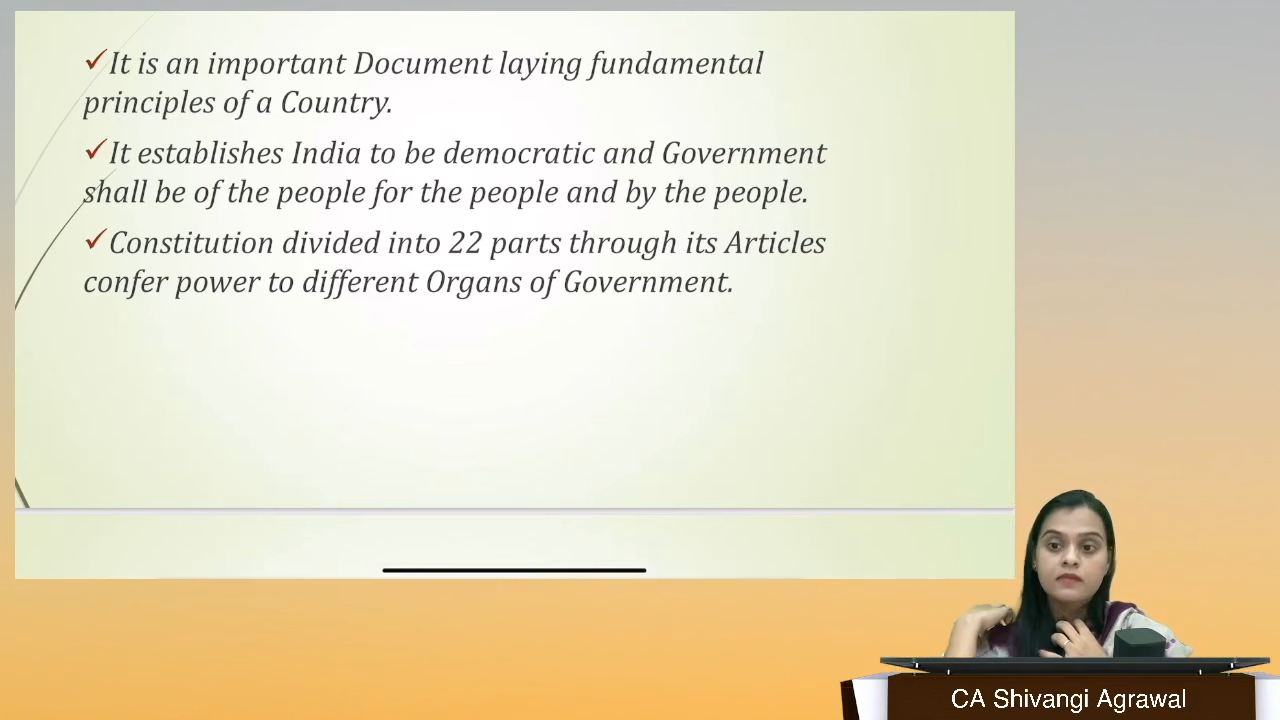 ✓It is an important Document laying fundamental
principles of a Country.
✓It establishes India to be democratic and Government
shall be of the people for the people and by the people.
✓Constitution divided into 22 parts through its Articles
confer power to different Organs of Government.
CA Shivangi Agrawal